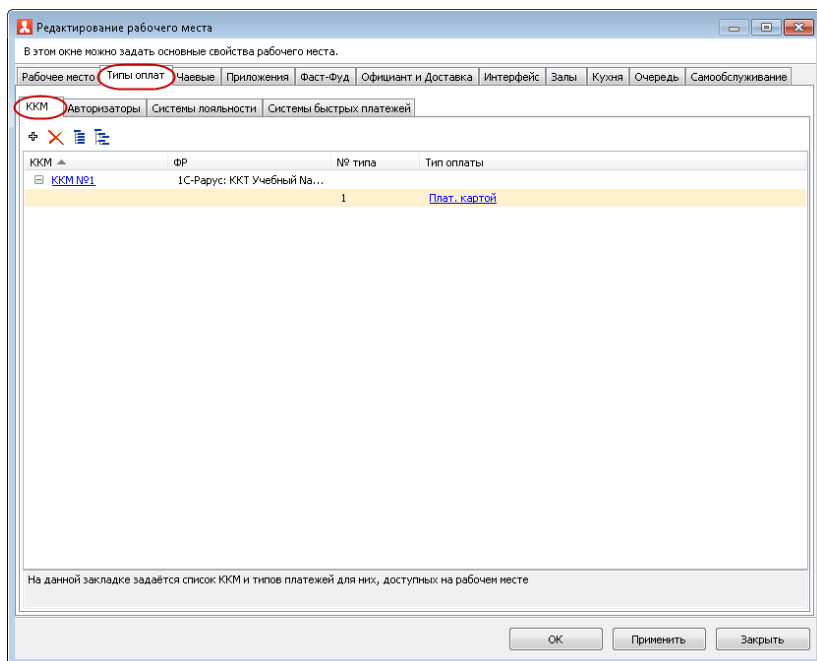 Редактирование рабочего места
В этом окне можно задать основные свойства рабочего места.
Рабочее место Типы оплат Чаевые Приложения Фаст-Фуд Официант и Доставка Интерфейс Залы Кухня Очередь Самообслуживание
ККМ Авторизаторы Системы лояльности Системы быстрых платежей
ККМ ФР № типа Тип оплаты
ККМ №1 1С-Рарус: ККТ Учебный Na...
1 Плат. картой
На данной закладке задаётся список ККМ и типов платежей для них, доступных на рабочем месте
ОК Применить Закрыть